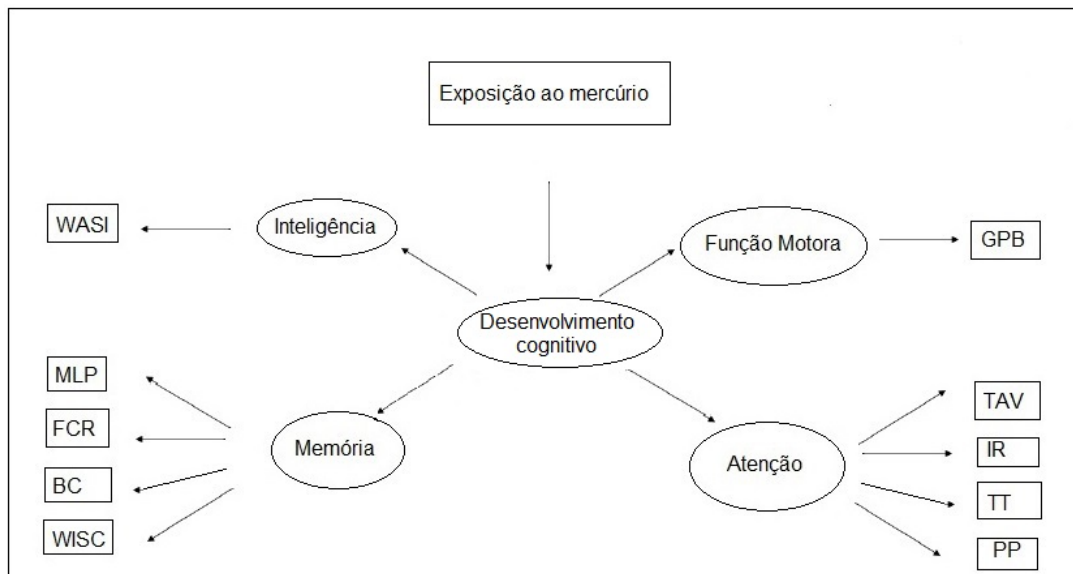 Exposição ao mercúrio
WASI
Inteligência
Função Motora
GPB
Desenvolvimento
cognitivo
MLP
FCR
BC
WISC
Memória
Atenção
TAV
IR
TT
PP